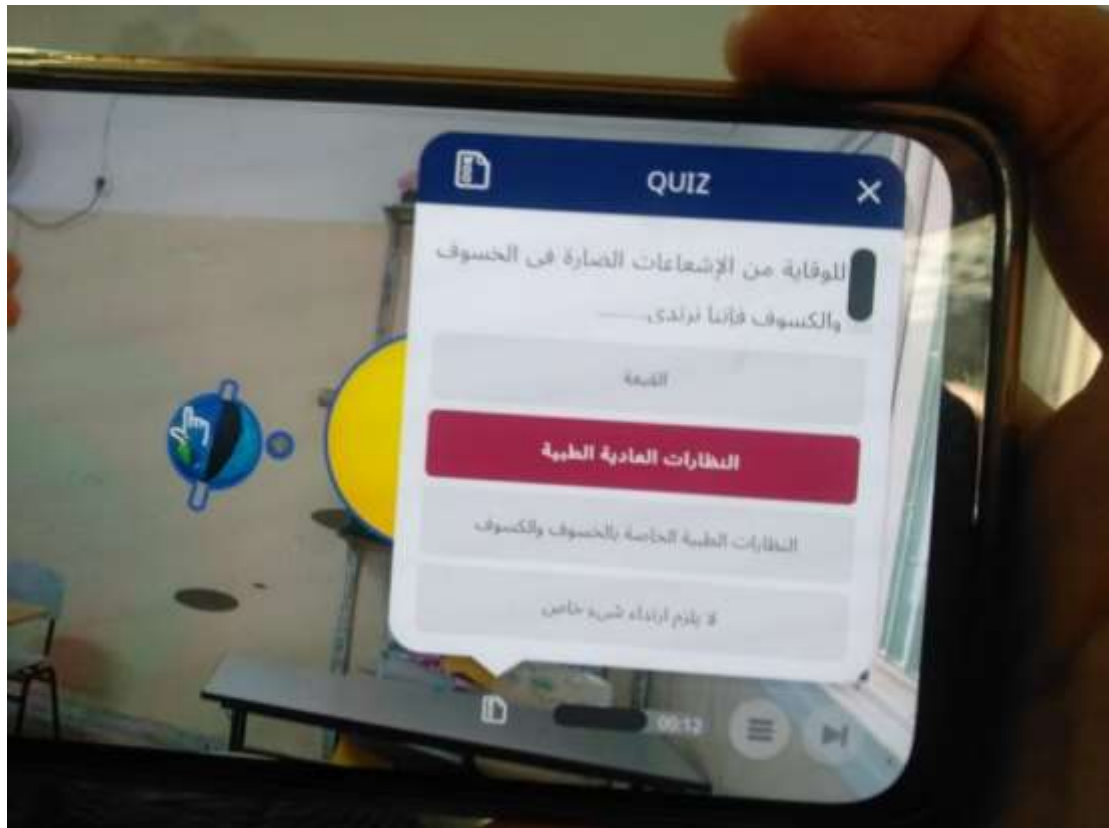 QUIZ
للوقاية من الإشعاعات الضارة فى الخسوف
والكسوف فإننا نرتدى........
القبعة
النظارات العادية الطبية
النظارات الطبية الخاصة بالخسوف والكسوف
لا يلزم ارتداء شىء خاص
00:12